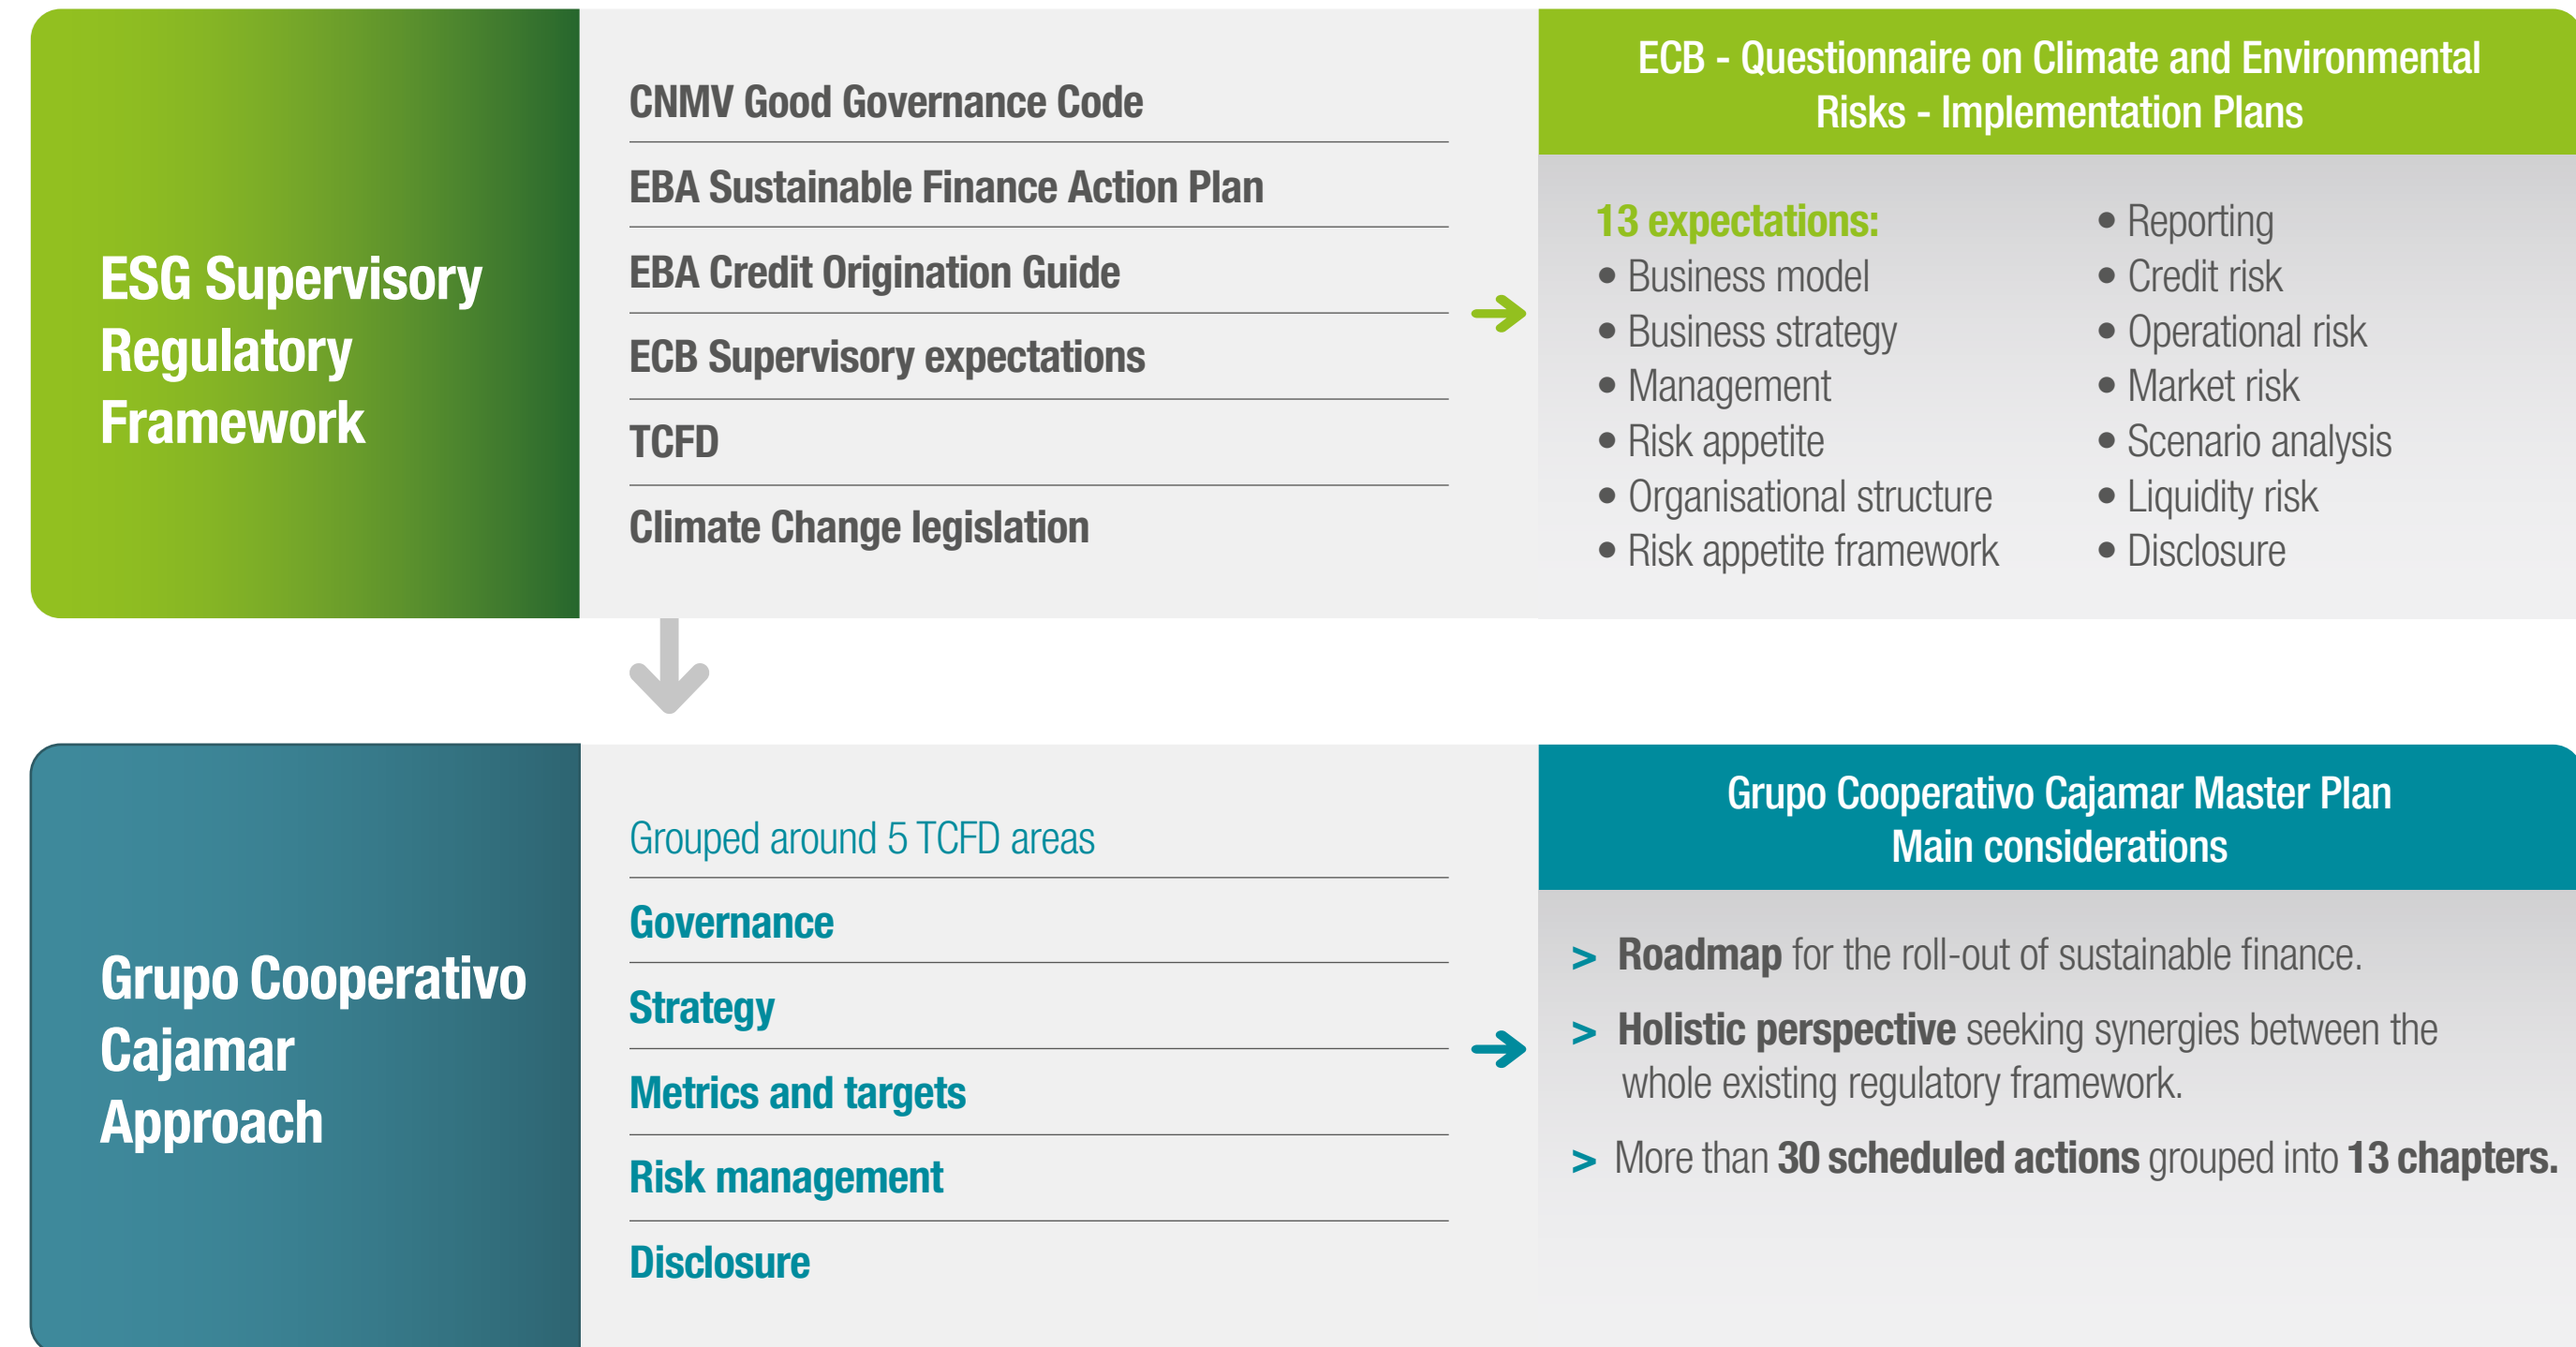 ESG Supervisory
Regulatory
Framework
CNMV Good Governance Code
EBA Sustainable Finance Action Plan
EBA Credit Origination Guide
ECB Supervisory expectations
TCFD
Climate Change legislation
ECB - Questionnaire on Climate and Environmental
Risks - Implementation Plans
13 expectations:
• Business model
• Business strategy
• Management
• Risk appetite
• Organisational structure
• Risk appetite framework
• Reporting
• Credit risk
• Operational risk
• Market risk
• Scenario analysis
• Liquidity risk
• Disclosure
Grupo Cooperativo
Cajamar
Approach
Grouped around 5 TCFD areas
Governance
Strategy
Metrics and targets
Risk management
Disclosure
Grupo Cooperativo Cajamar Master Plan
Main considerations
> Roadmap for the roll-out of sustainable finance.
> Holistic perspective seeking synergies between the
whole existing regulatory framework.
> More than 30 scheduled actions grouped into 13 chapters.